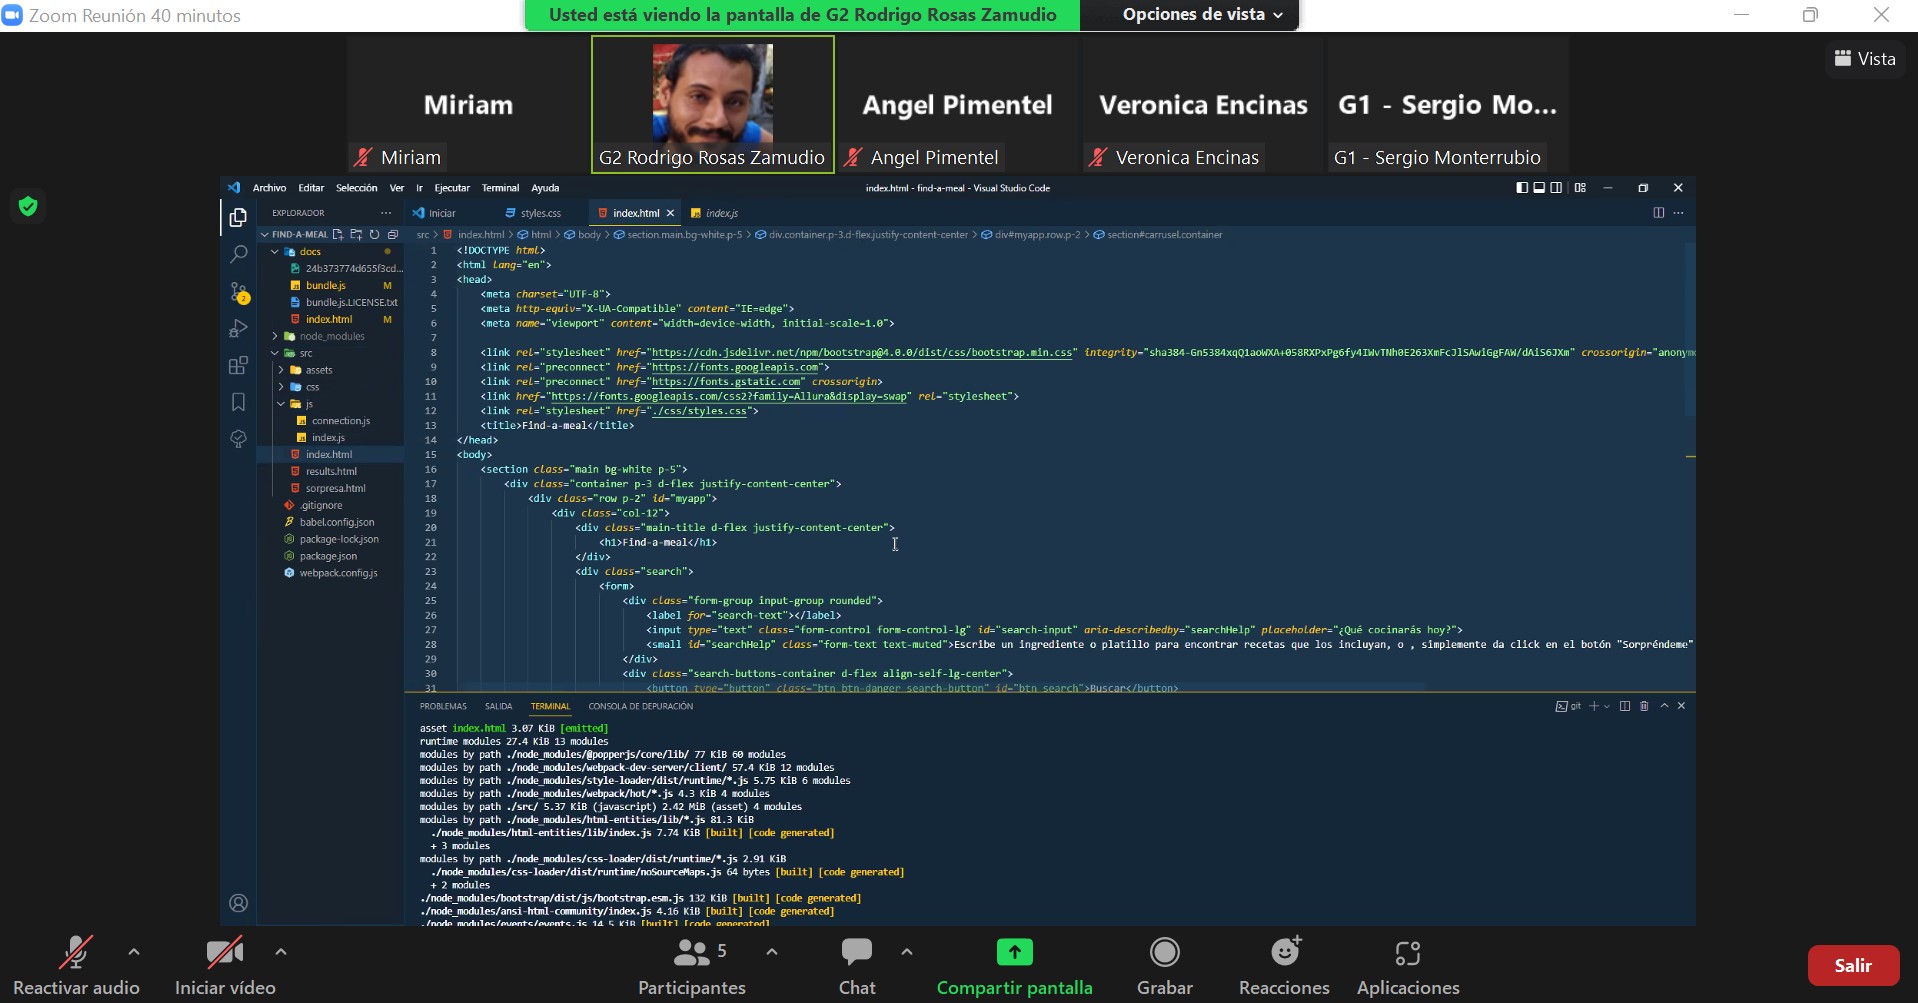 Zoom Reunión 40 minutos
Usted está viendo la pantalla de G2 Rodrigo Rosas Zamudio
Opciones de vista
Vista
Miriam
Angel Pimentel
Veronica Encinas
G1 - Sergio Mo...
Miriam
G2 Rodrigo Rosas Zamudio
Angel Pimentel
Veronica Encinas
G1 - Sergio Monterrubio
Archivo Editar Selección Ver Ir Ejecutar Terminal Ayuda
index.html - find-a-meal - Visual Studio Code
EXPLORADOR ...
Iniciar
styles.css
index.html
index.js
FIND-A-MEAL
src > index.html > html > body > section.main.bg-white.p-5 > div.container.p-3.d-flex.justify-content-center > div#myapp.row.p-2 > section#carrusel.container
docs
24b373774d655f3cd...
bundle.js M
bundle.js.LICENSE.txt
index.html M
node_modules
src
assets
css
js
connection.js
index.js
index.html
results.html
sorpresa.html
.gitignore
babel.config.json
package-lock.json
package.json
webpack.config.js
2
1 <!DOCTYPE html>
2 <html lang="en">
3 <head>
4 <meta charset="UTF-8">
5 <meta http-equiv="X-UA-Compatible" content="IE=edge">
6 <meta name="viewport" content="width=device-width, initial-scale=1.0">
7
8 <link rel="stylesheet" href="https://cdn.jsdelivr.net/npm/bootstrap@4.0.0/dist/css/bootstrap.min.css" integrity="sha384-Gn5384xqQ1aoWXA+058RXPxPg6fy4IWvTNh0E263XmFcJlSAwiGgFAW/dAiS6JXm" crossorigin="anonym
9 <link rel="preconnect" href="https://fonts.googleapis.com">
10 <link rel="preconnect" href="https://fonts.gstatic.com" crossorigin>
11 <link href="https://fonts.googleapis.com/css2?family=Allura&display=swap" rel="stylesheet">
12 <link rel="stylesheet" href="./css/styles.css">
13 <title>Find-a-meal</title>
14 </head>
15 <body>
16 <section class="main bg-white p-5">
17 <div class="container p-3 d-flex justify-content-center">
18 <div class="row p-2" id="myapp">
19 <div class="col-12">
20 <div class="main-title d-flex justify-content-center">
21 <h1>Find-a-meal</h1>
22 </div>
23 <div class="search">
24 <form>
25 <div class="form-group input-group rounded">
26 <label for="search-text"></label>
27 <input type="text" class="form-control form-control-lg" id="search-input" aria-describedby="searchHelp" placeholder="¿Qué cocinarás hoy?">
28 <small id="searchHelp" class="form-text text-muted">Escribe un ingrediente o platillo para encontrar recetas que los incluyan, o , simplemente da click en el botón "Sorpréndeme"
29 </div>
30 <div class="search-buttons-container d-flex align-self-lg-center">
31 <button type="button" class="btn btn-danger search-button" id="btn_search">Buscar</button>
PROBLEMAS SALIDA TERMINAL CONSOLA DE DEPURACIÓN
git
asset index.html 3.07 KiB [emitted]
runtime modules 27.4 KiB 13 modules
modules by path ./node_modules/@popperjs/core/lib/ 77 KiB 60 modules
modules by path ./node_modules/webpack-dev-server/client/ 57.4 KiB 12 modules
modules by path ./node_modules/style-loader/dist/runtime/*.js 5.75 KiB 6 modules
modules by path ./node_modules/webpack/hot/*.js 4.3 KiB 4 modules
modules by path ./src/ 5.37 KiB (javascript) 2.42 MiB (asset) 4 modules
modules by path ./node_modules/html-entities/lib/*.js 81.3 KiB
./node_modules/html-entities/lib/index.js 7.74 KiB [built] [code generated]
+ 3 modules
modules by path ./node_modules/css-loader/dist/runtime/*.js 2.91 KiB
./node_modules/css-loader/dist/runtime/noSourceMaps.js 64 bytes [built] [code generated]
+ 2 modules
./node_modules/bootstrap/dist/js/bootstrap.esm.js 132 KiB [built] [code generated]
./node_modules/ansi-html-community/index.js 4.16 KiB [built] [code generated]
./node_modules/events/events.js 14.5 KiB [built] [code generated]
Reactivar audio
Iniciar vídeo
Participantes 5
Chat
Compartir pantalla
Grabar
Reacciones
Aplicaciones
Salir